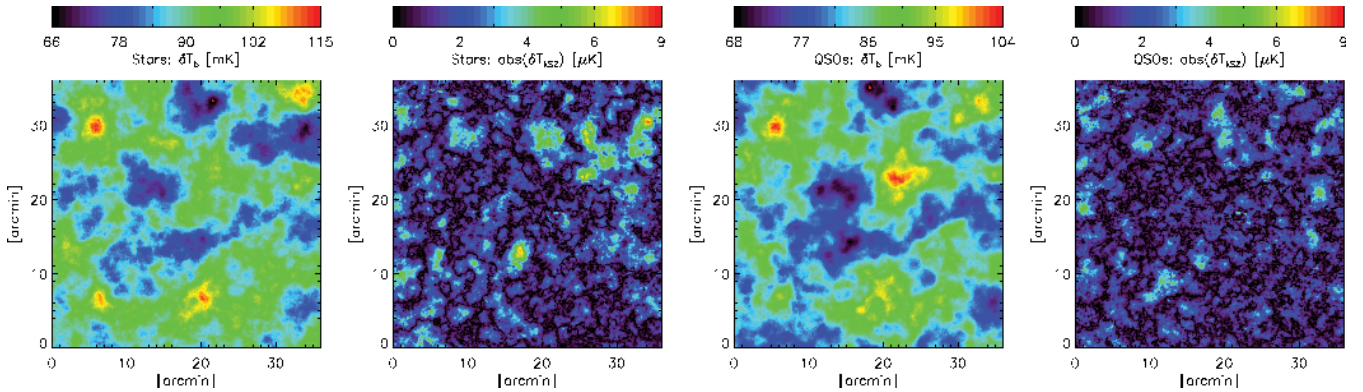 66 78 90 102 115
Stars: δT_b [mK]
[arcmin]
30
20
10
0
0 10 20 30
[arcmin]
0 2 4 6 9
Stars: abs(δT_kSZ) [μK]
[arcmin]
30
20
10
0
0 10 20 30
[arcmin]
68 77 86 95 104
QSOs: δT_b [mK]
[arcmin]
30
20
10
0
0 10 20 30
[arcmin]
0 2 4 6 9
QSOs: abs(δT_kSZ) [μK]
[arcmin]
30
20
10
0
0 10 20 30
[arcmin]